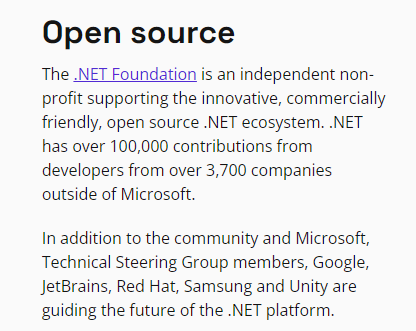 Open source
The .NET Foundation is an independent non-
profit supporting the innovative, commercially
friendly, open source .NET ecosystem. .NET
has over 100,000 contributions from
developers from over 3,700 companies
outside of Microsoft.
In addition to the community and Microsoft,
Technical Steering Group members, Google,
JetBrains, Red Hat, Samsung and Unity are
guiding the future of the .NET platform.